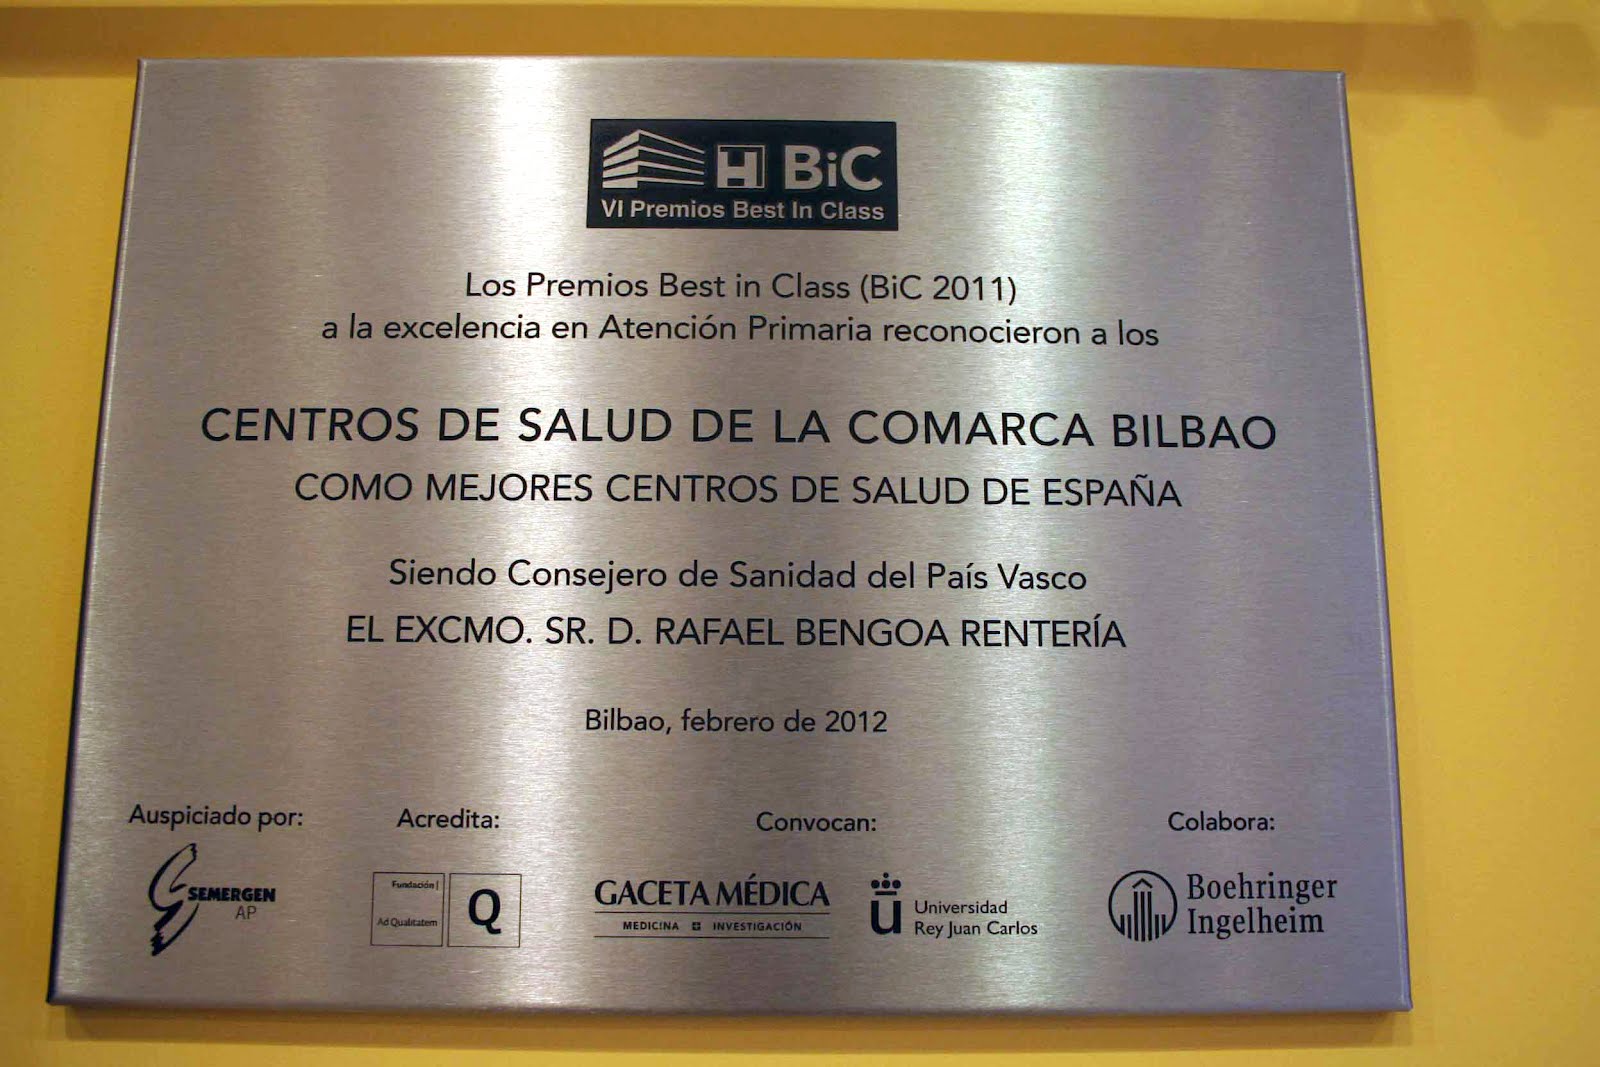 H BiC
VI Premios Best In Class
Los Premios Best in Class (BiC 2011)
a la excelencia en Atención Primaria reconocieron a los
CENTROS DE SALUD DE LA COMARCA BILBAO
COMO MEJORES CENTROS DE SALUD DE ESPAÑA
Siendo Consejero de Sanidad del País Vasco
EL EXCMO. SR. D. RAFAEL BENGOA RENTERÍA
Bilbao, febrero de 2012
Auspiciado por:
SEMERGEN
AP
Acredita:
Fundación
Ad Qualitatem
Q
Convocan:
GACETA MÉDICA
MEDICINA INVESTIGACIÓN
ü
Universidad
Rey Juan Carlos
Colabora:
Boehringer
Ingelheim